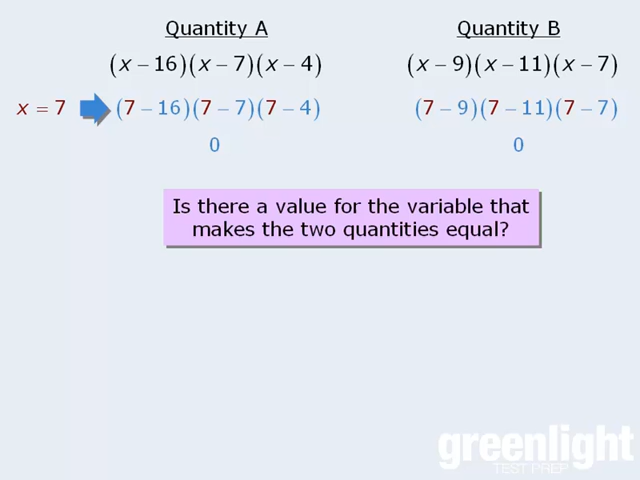 Quantity A Quantity B
(x − 16)(x − 7)(x − 4) (x − 9)(x − 11)(x − 7)
x = 7 (7 − 16)(7 − 7)(7 − 4) (7 − 9)(7 − 11)(7 − 7)
0 0
Is there a value for the variable that
makes the two quantities equal?
greenlight
TEST PREP